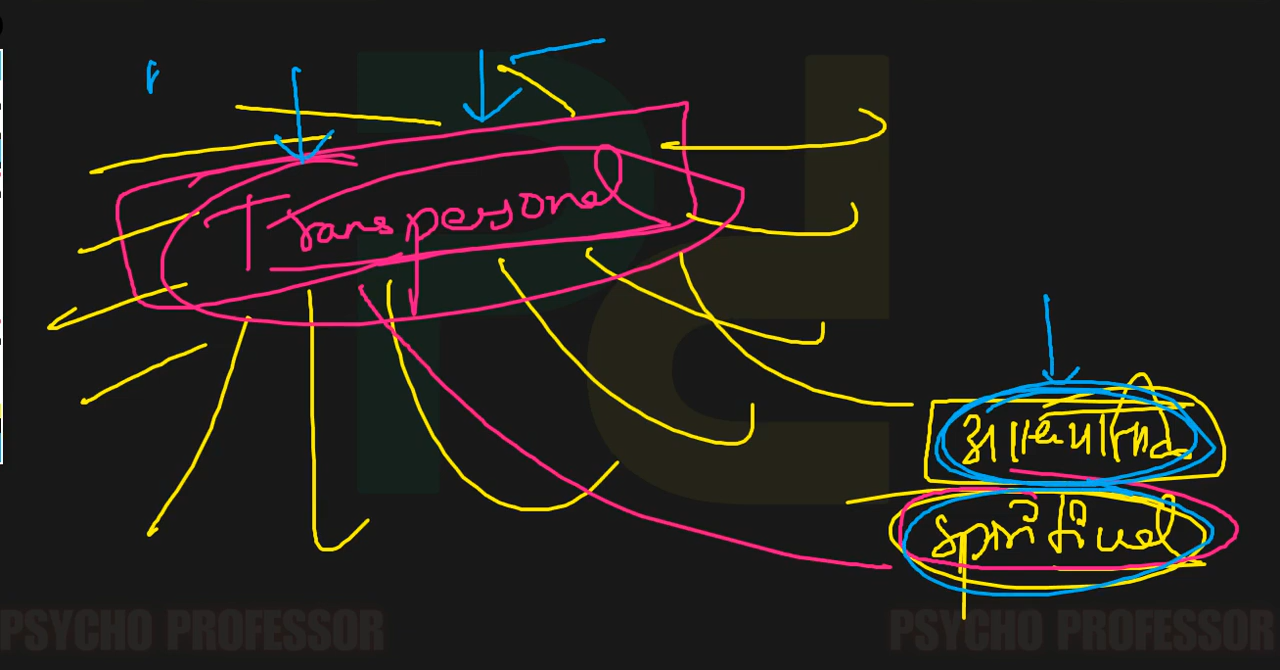 Transpersonal
आध्यात्मिक
spiritual
PSYCHO PROFESSOR PSYCHO PROFESSOR